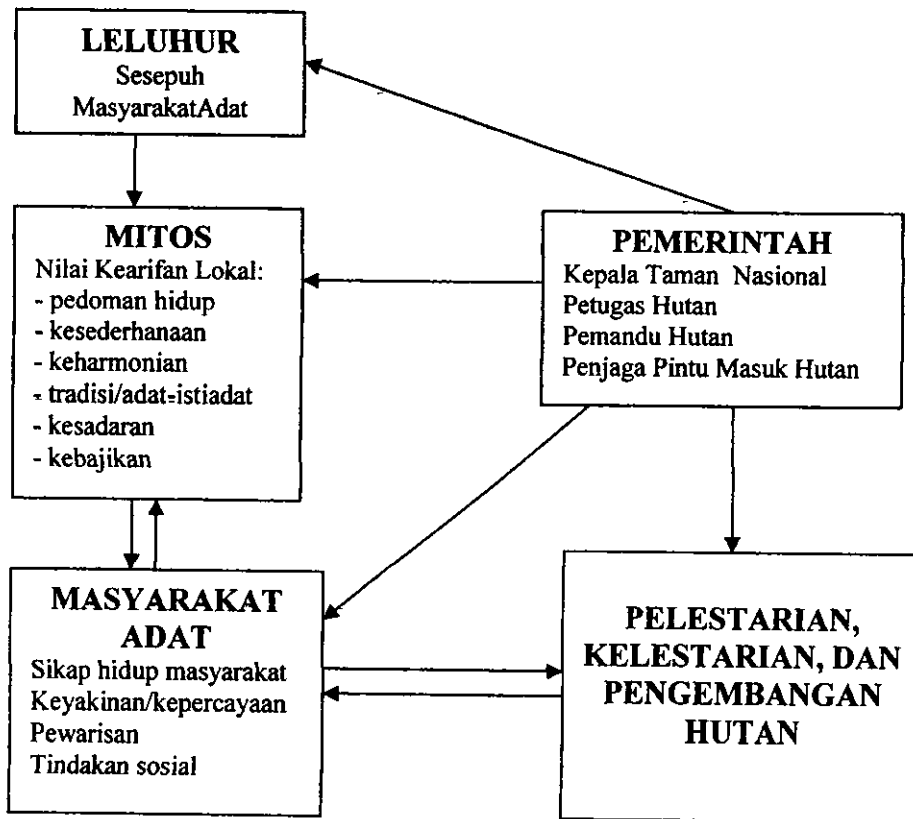 LELUHUR
Sesepuh
MasyarakatAdat
MITOS
Nilai Kearifan Lokal:
- pedoman hidup
- kesederhanaan
- keharmonian
- tradisi/adat-istiadat
- kesadaran
- kebajikan
PEMERINTAH
Kepala Taman Nasional
Petugas Hutan
Pemandu Hutan
Penjaga Pintu Masuk Hutan
MASYARAKAT
ADAT
Sikap hidup masyarakat
Keyakinan/kepercayaan
Pewarisan
Tindakan sosial
PELESTARIAN,
KELESTARIAN, DAN
PENGEMBANGAN
HUTAN